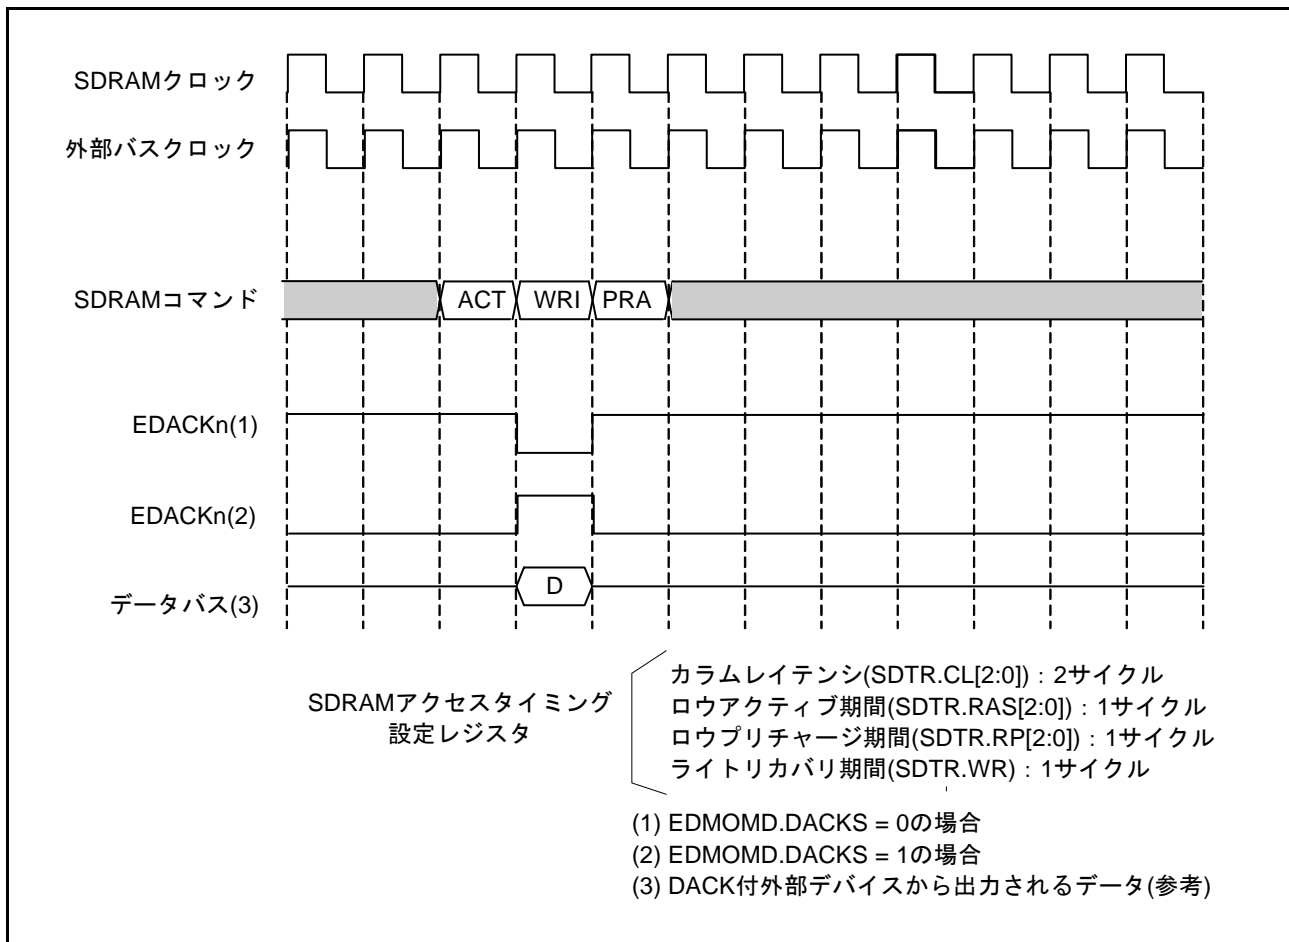 SDRAMクロック
外部バスクロック
SDRAMコマンド
ACT
WRI
PRA
EDACKn(1)
EDACKn(2)
データバス(3)
D
SDRAMアクセスタイミング
設定レジスタ
カラムレイテンシ(SDTR.CL[2:0])：2サイクル
ロウアクティブ期間(SDTR.RAS[2:0])：1サイクル
ロウプリチャージ期間(SDTR.RP[2:0])：1サイクル
ライトリカバリ期間(SDTR.WR)：1サイクル
(1) EDMOMD.DACKS = 0の場合
(2) EDMOMD.DACKS = 1の場合
(3) DACK付外部デバイスから出力されるデータ(参考)